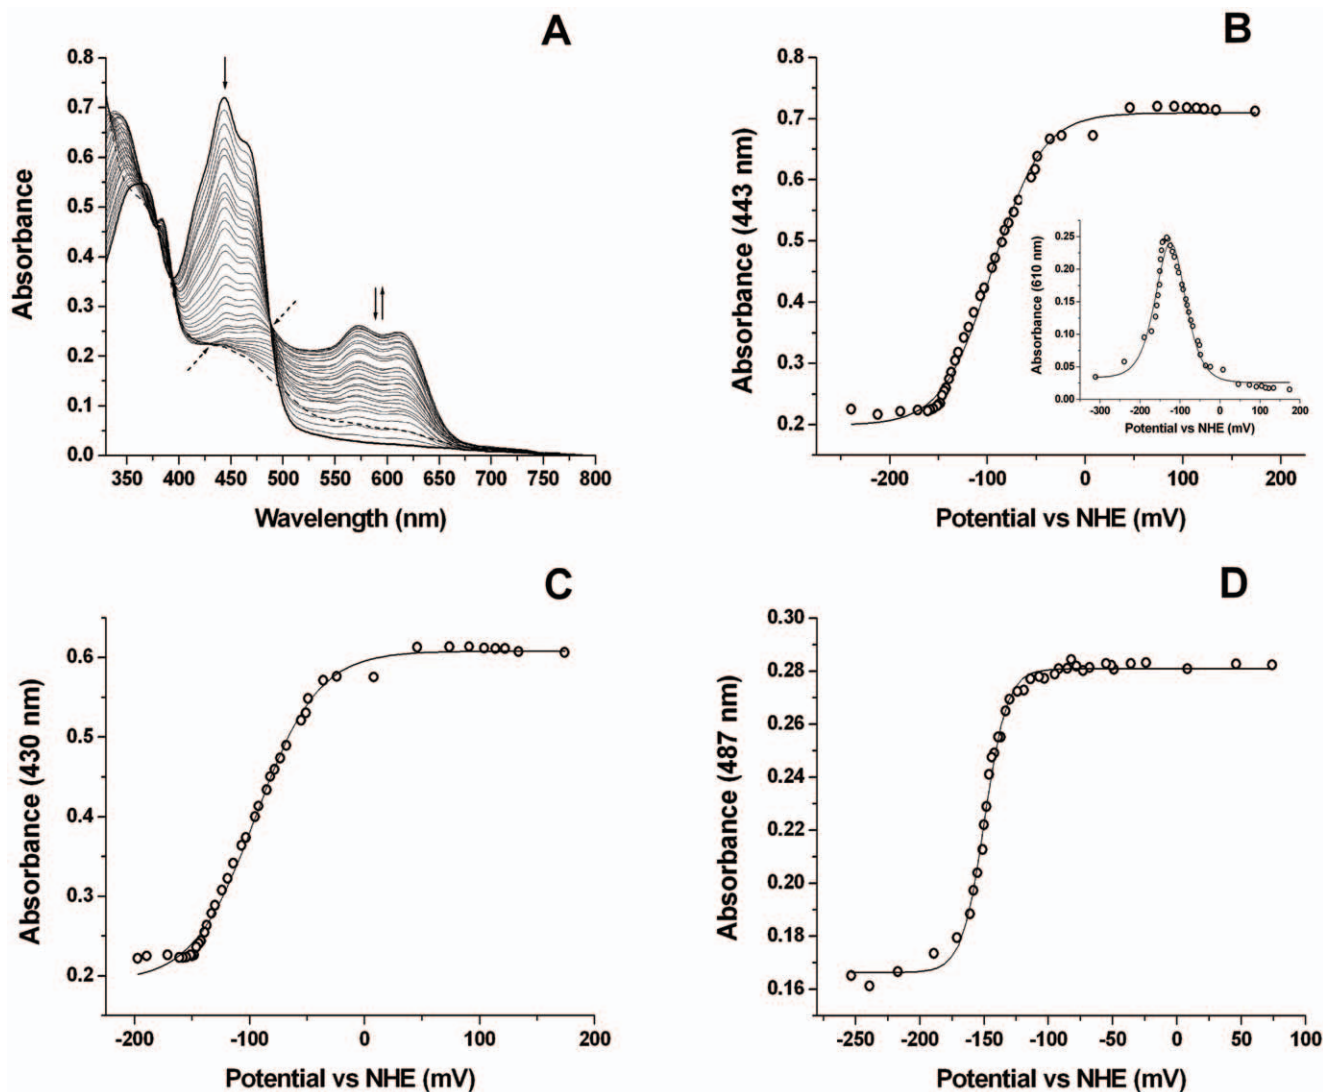 A
Absorbance
0.8
0.7
0.6
0.5
0.4
0.3
0.2
0.1
0.0
350 400 450 500 550 600 650 700 750 800
Wavelength (nm)
B
Absorbance (443 nm)
0.8
0.7
0.6
0.5
0.4
0.3
0.2
-200 -100 0 100 200
Potential vs NHE (mV)
Absorbance (610 nm)
0.25
0.20
0.15
0.10
0.05
0.00
-300 -200 -100 0 100 200
Potential vs NHE (mV)
C
Absorbance (430 nm)
0.6
0.5
0.4
0.3
0.2
-200 -100 0 100 200
Potential vs NHE (mV)
D
Absorbance (487 nm)
0.30
0.28
0.26
0.24
0.22
0.20
0.18
0.16
-250 -200 -150 -100 -50 0 50 100
Potential vs NHE (mV)